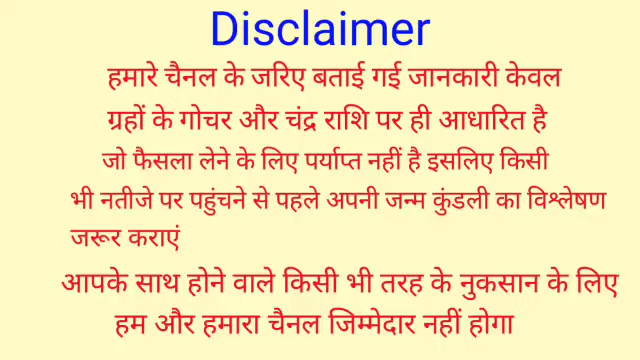 Disclaimer
हमारे चैनल के जरिए बताई गई जानकारी केवल
ग्रहों के गोचर और चंद्र राशि पर ही आधारित है
जो फैसला लेने के लिए पर्याप्त नहीं है इसलिए किसी
भी नतीजे पर पहुंचने से पहले अपनी जन्म कुंडली का विश्लेषण
जरूर कराएं
आपके साथ होने वाले किसी भी तरह के नुकसान के लिए
हम और हमारा चैनल जिम्मेदार नहीं होगा